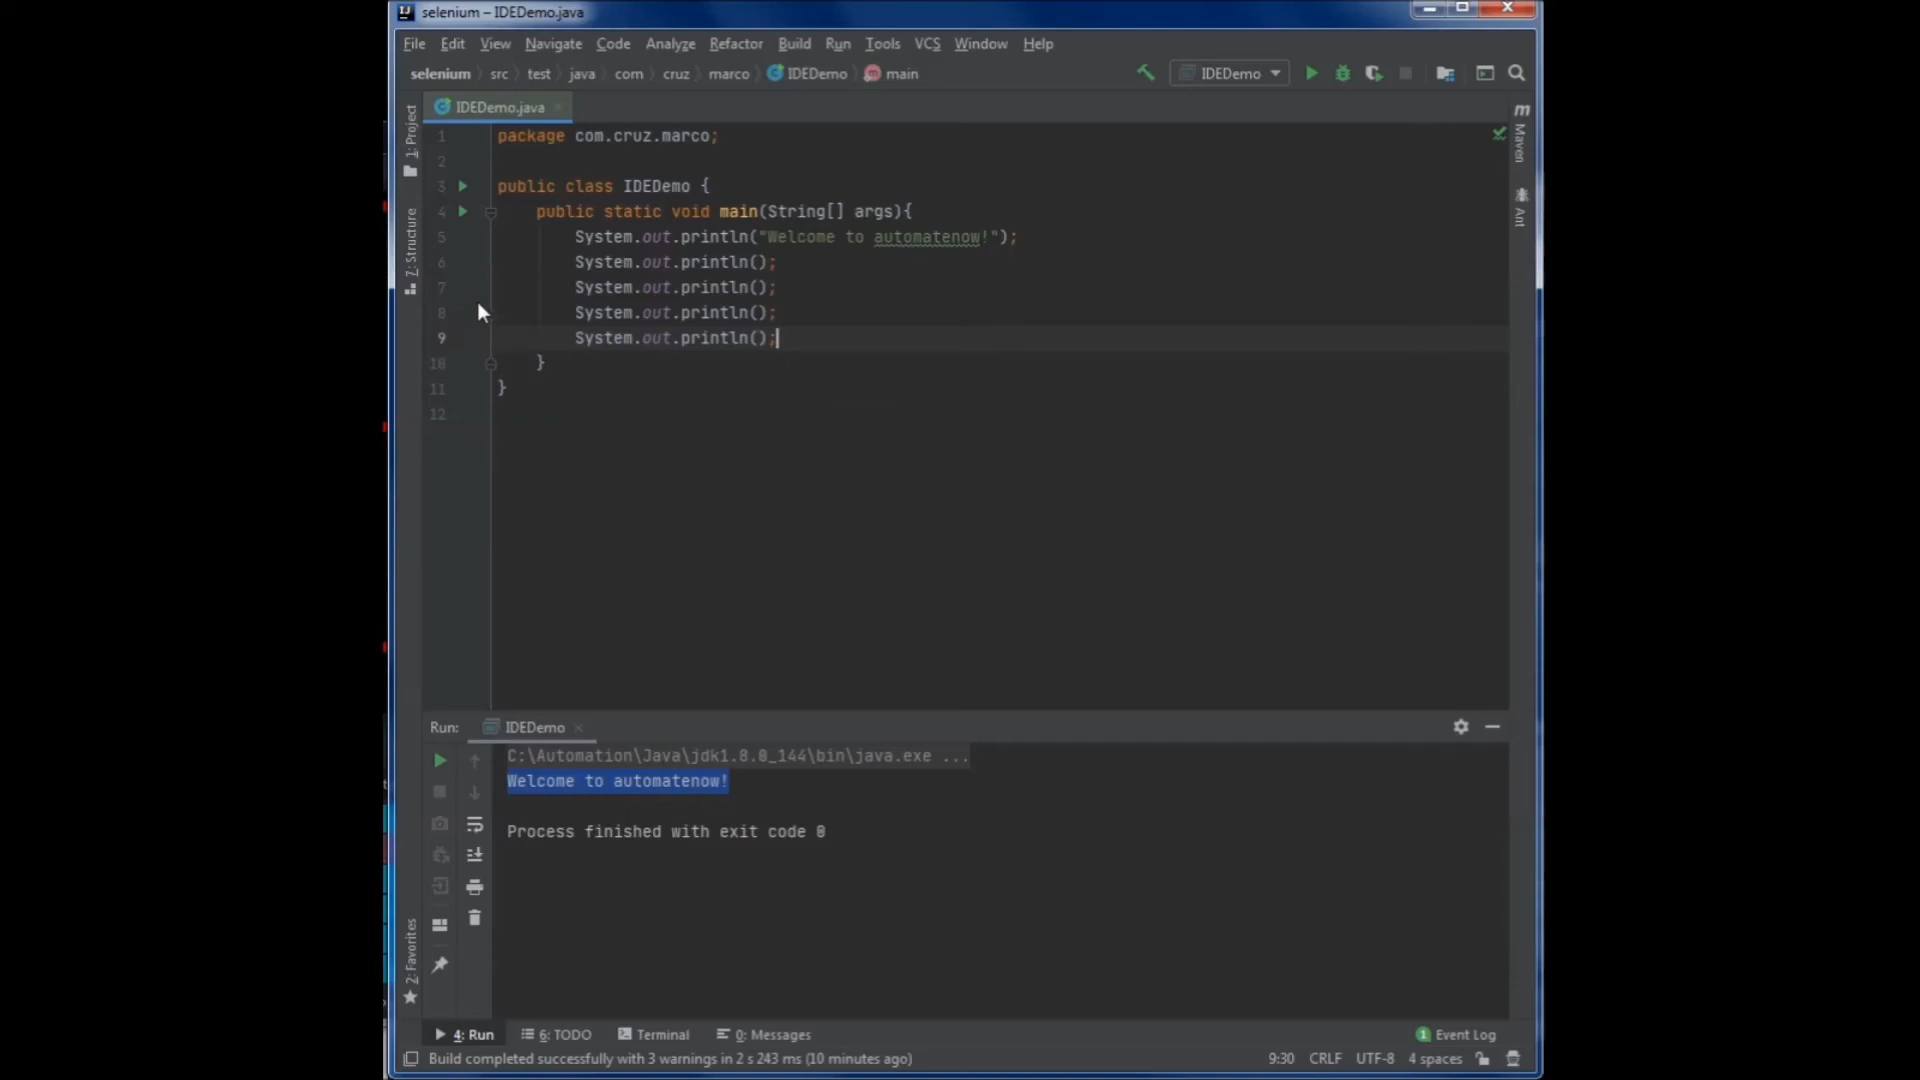 selenium – IDEDemo.java
File Edit View Navigate Code Analyze Refactor Build Run Tools VCS Window Help
selenium src test java com cruz marco IDEDemo main IDEDemo
IDEDemo.java
1: Project
7: Structure
2: Favorites
Maven
Ant
1 package com.cruz.marco;
2
3 public class IDEDemo {
4 public static void main(String[] args){
5 System.out.println("Welcome to automatenow!");
6 System.out.println();
7 System.out.println();
8 System.out.println();
9 System.out.println();
10 }
11 }
12
Run: IDEDemo
C:\Automation\Java\jdk1.8.0_144\bin\java.exe ...
Welcome to automatenow!
Process finished with exit code 0
4: Run 6: TODO Terminal 0: Messages 1 Event Log
Build completed successfully with 3 warnings in 2 s 243 ms (10 minutes ago) 9:30 CRLF UTF-8 4 spaces